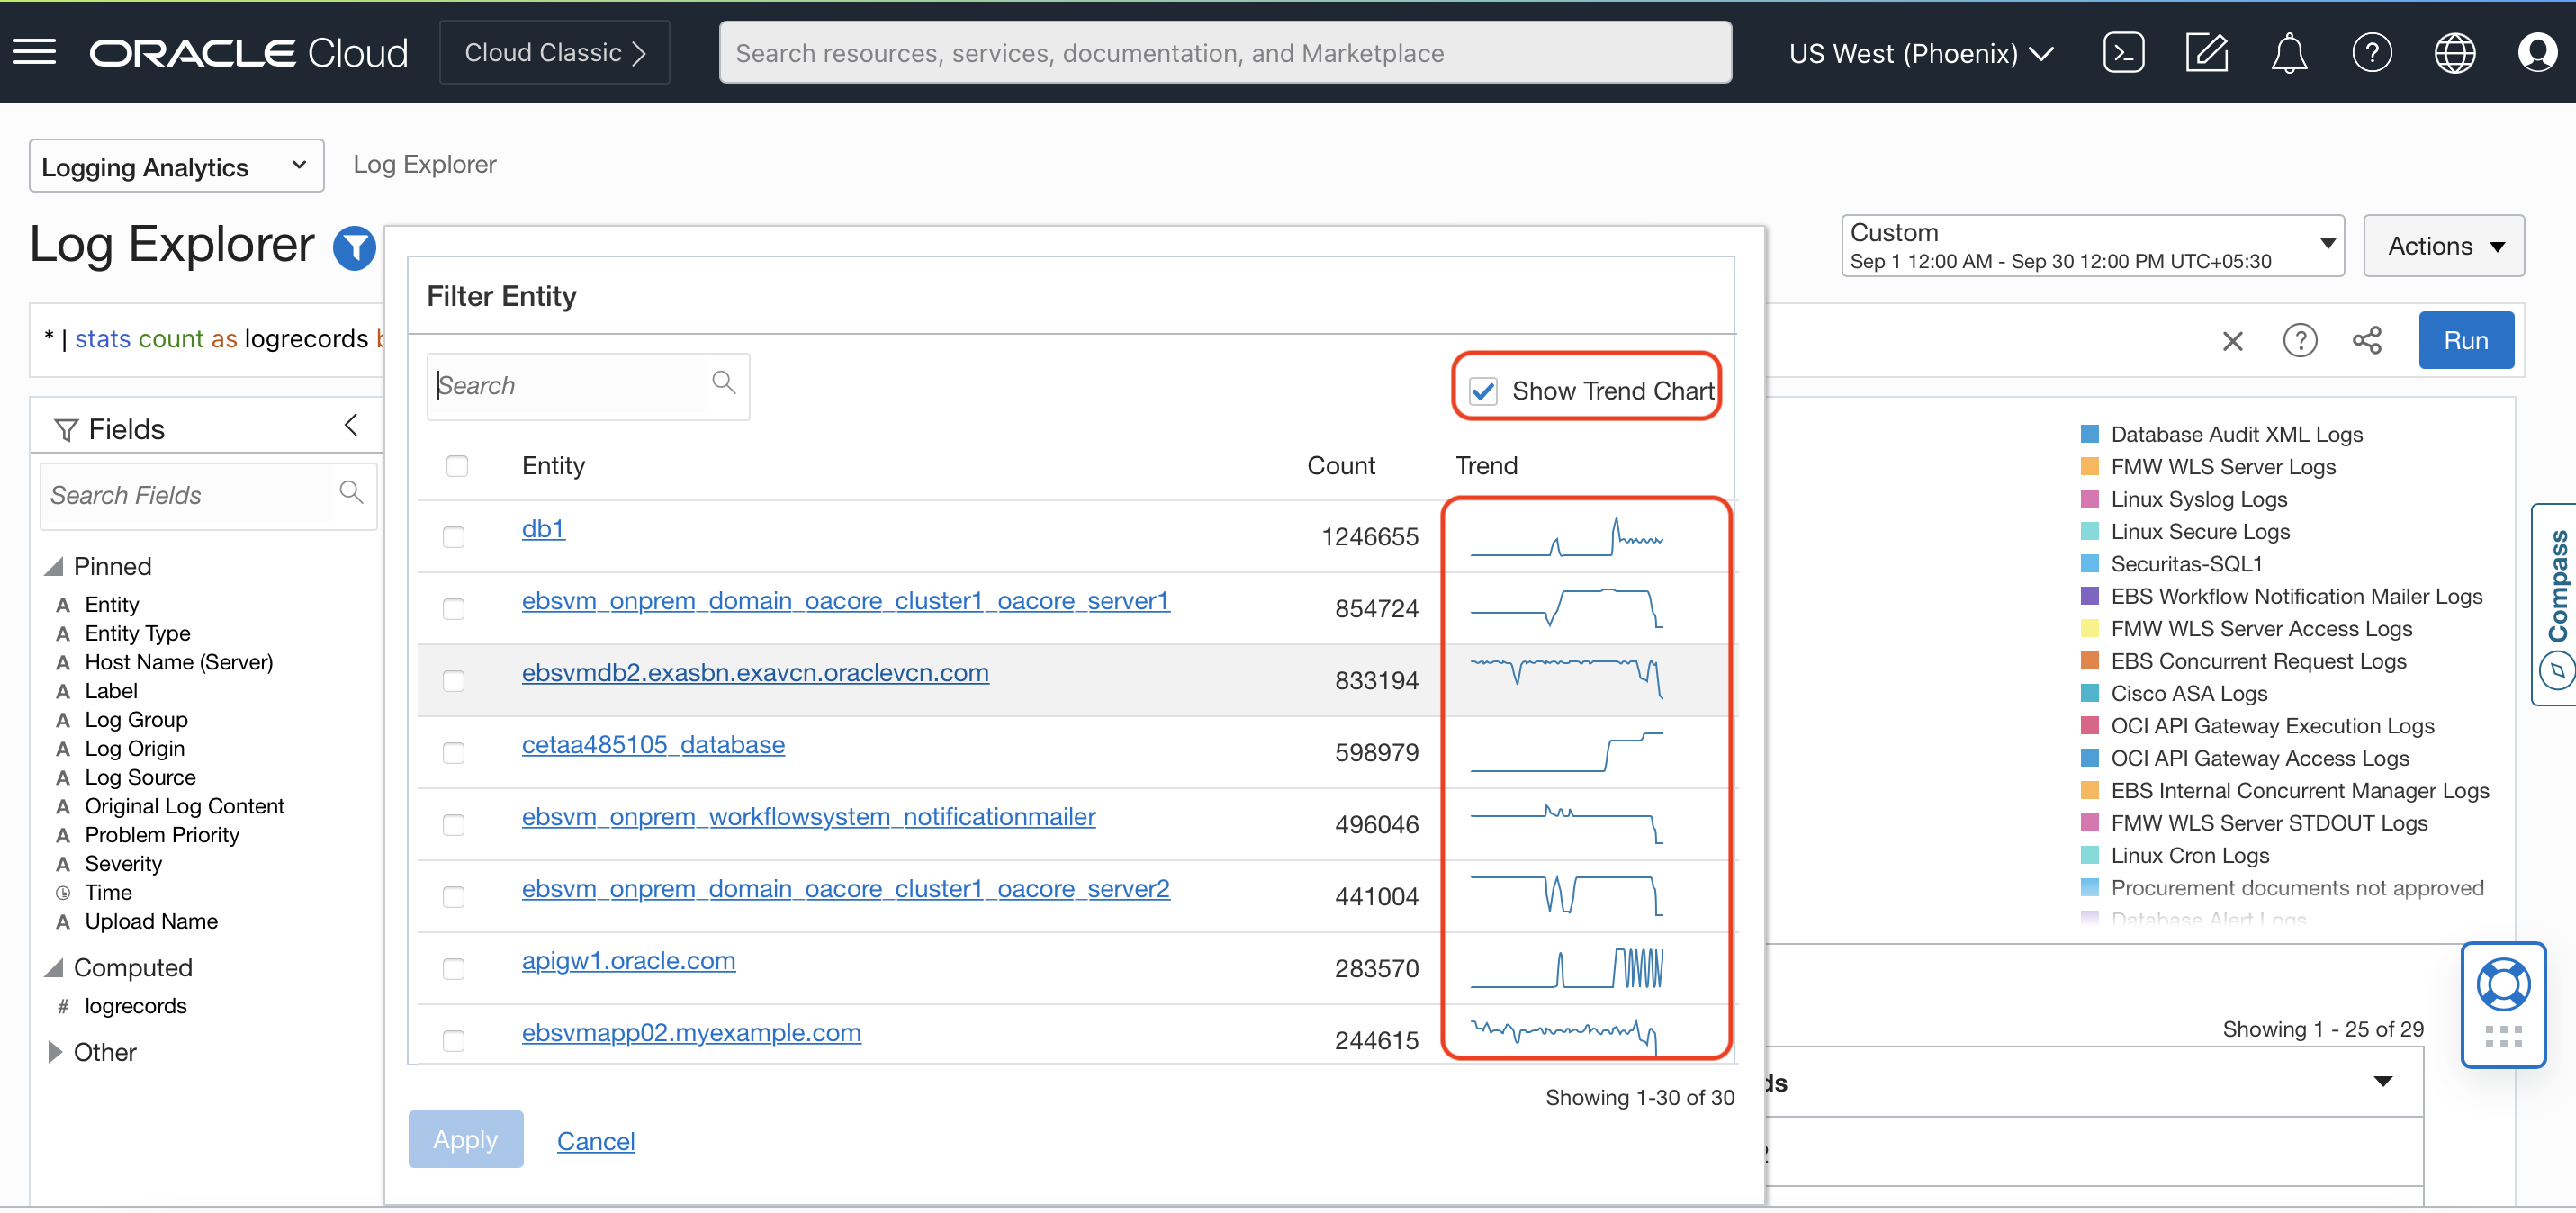 ORACLE Cloud
Cloud Classic
Search resources, services, documentation, and Marketplace
US West (Phoenix)
Logging Analytics
Log Explorer
Log Explorer
Custom
Sep 1 12:00 AM - Sep 30 12:00 PM UTC+05:30
Actions
* | stats count as logrecords b
Run
Fields
Search Fields
Pinned
A Entity
A Entity Type
A Host Name (Server)
A Label
A Log Group
A Log Origin
A Log Source
A Original Log Content
A Problem Priority
A Severity
Time
A Upload Name
Computed
# logrecords
Other
Filter Entity
Search
Show Trend Chart
Entity Count Trend
db1 1246655
ebsvm_onprem_domain_oacore_cluster1_oacore_server1 854724
ebsvmdb2.exasbn.exavcn.oraclevcn.com 833194
cetaa485105_database 598979
ebsvm_onprem_workflowsystem_notificationmailer 496046
ebsvm_onprem_domain_oacore_cluster1_oacore_server2 441004
apigw1.oracle.com 283570
ebsvmapp02.myexample.com 244615
Showing 1-30 of 30
Apply
Cancel
Database Audit XML Logs
FMW WLS Server Logs
Linux Syslog Logs
Linux Secure Logs
Securitas-SQL1
EBS Workflow Notification Mailer Logs
FMW WLS Server Access Logs
EBS Concurrent Request Logs
Cisco ASA Logs
OCI API Gateway Execution Logs
OCI API Gateway Access Logs
EBS Internal Concurrent Manager Logs
FMW WLS Server STDOUT Logs
Linux Cron Logs
Procurement documents not approved
Database Alert Logs
Compass
Showing 1 - 25 of 29
ds